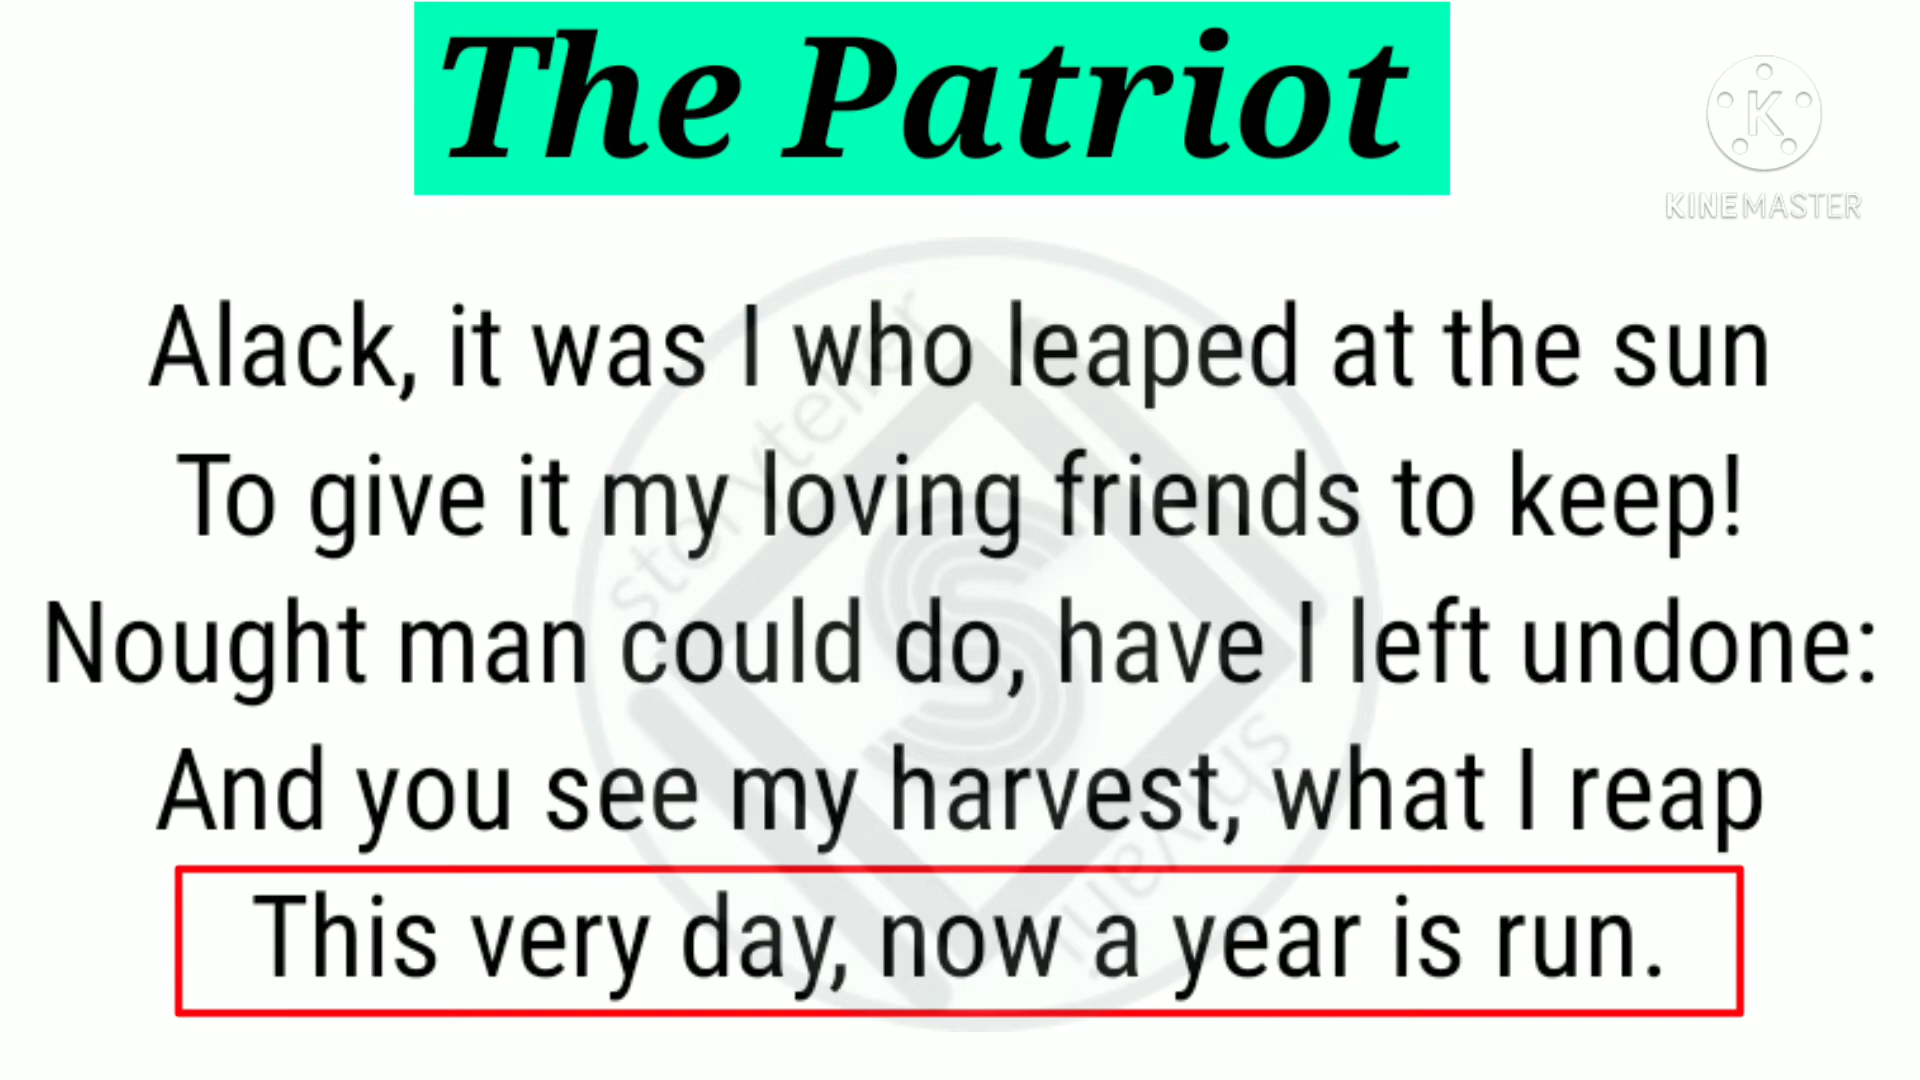 The Patriot
K
KINEMASTER
Alack, it was I who leaped at the sun
To give it my loving friends to keep!
Nought man could do, have I left undone:
And you see my harvest, what I reap
This very day, now a year is run.
storyteller